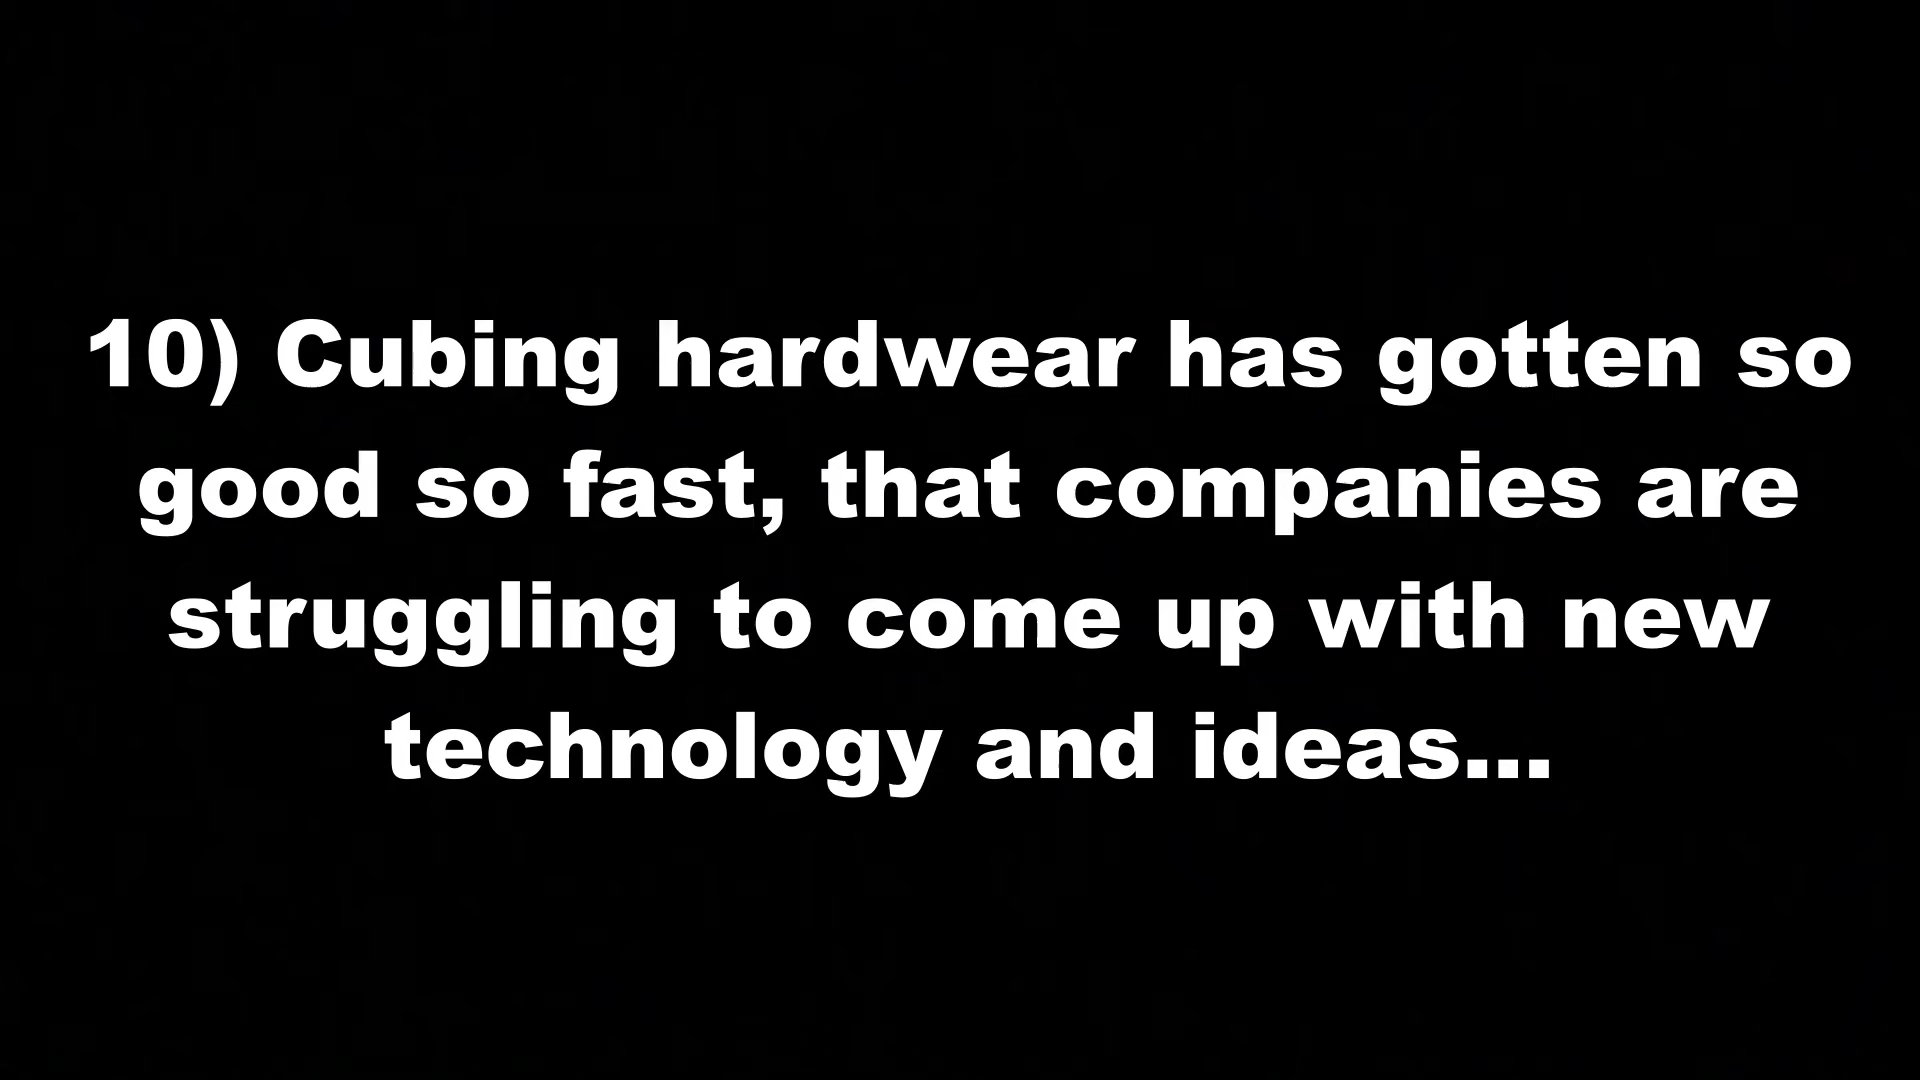 10) Cubing hardwear has gotten so
good so fast, that companies are
struggling to come up with new
technology and ideas...